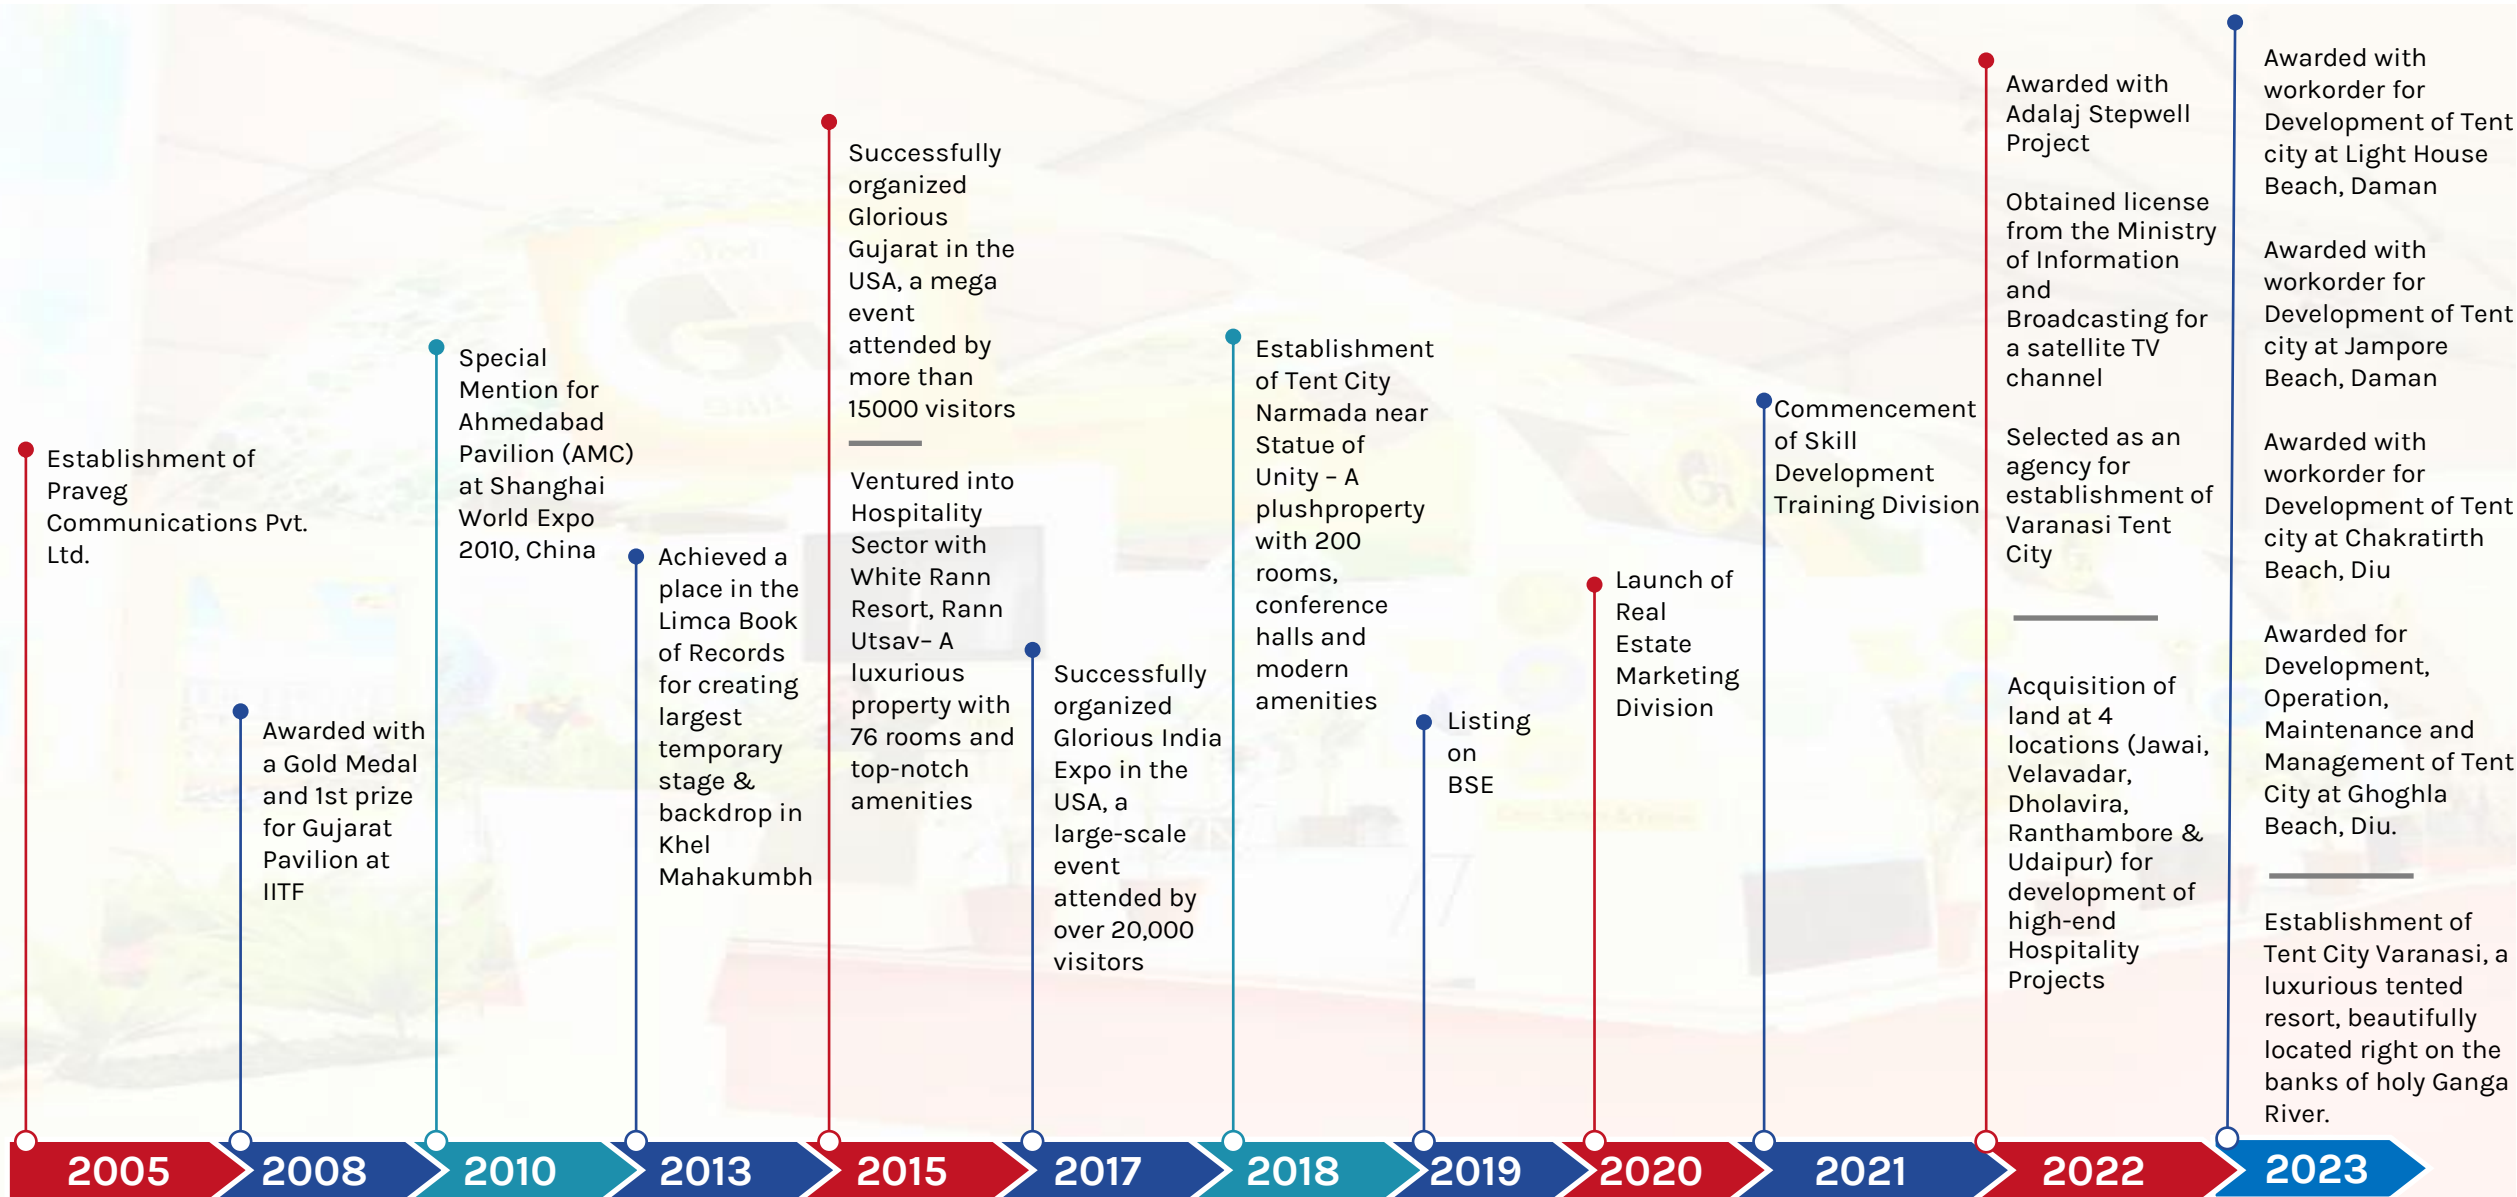 Establishment of
Praveg
Communications Pvt.
Ltd.
Awarded with
a Gold Medal
and 1st prize
for Gujarat
Pavilion at
IITF
Special
Mention for
Ahmedabad
Pavilion (AMC)
at Shanghai
World Expo
2010, China
Achieved a
place in the
Limca Book
of Records
for creating
largest
temporary
stage &
backdrop in
Khel
Mahakumbh
Successfully
organized
Glorious
Gujarat in the
USA, a mega
event
attended by
more than
15000 visitors
Ventured into
Hospitality
Sector with
White Rann
Resort, Rann
Utsav– A
luxurious
property with
76 rooms and
top-notch
amenities
Successfully
organized
Glorious India
Expo in the
USA, a
large-scale
event
attended by
over 20,000
visitors
Establishment
of Tent City
Narmada near
Statue of
Unity – A
plushproperty
with 200
rooms,
conference
halls and
modern
amenities
Listing
on
BSE
Launch of
Real
Estate
Marketing
Division
Commencement
of Skill
Development
Training Division
Awarded with
Adalaj Stepwell
Project
Obtained license
from the Ministry
of Information
and
Broadcasting for
a satellite TV
channel
Selected as an
agency for
establishment of
Varanasi Tent
City
Acquisition of
land at 4
locations (Jawai,
Velavadar,
Dholavira,
Ranthambore &
Udaipur) for
development of
high-end
Hospitality
Projects
Awarded with
workorder for
Development of Tent
city at Light House
Beach, Daman
Awarded with
workorder for
Development of Tent
city at Jampore
Beach, Daman
Awarded with
workorder for
Development of Tent
city at Chakratirth
Beach, Diu
Awarded for
Development,
Operation,
Maintenance and
Management of Tent
City at Ghoghla
Beach, Diu.
Establishment of
Tent City Varanasi, a
luxurious tented
resort, beautifully
located right on the
banks of holy Ganga
River.
2005
2008
2010
2013
2015
2017
2018
2019
2020
2021
2022
2023